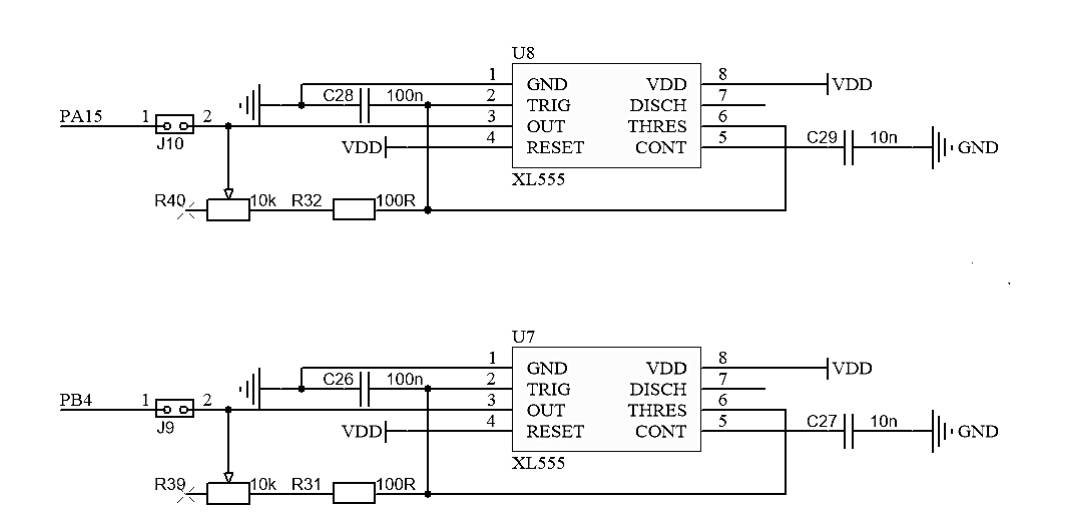 U8
1 GND VDD 8 VDD
C28 100n 2 TRIG DISCH 7
PA15 1 2 3 OUT THRES 6
J10 VDD 4 RESET CONT 5 C29 10n GND
XL555
R40 10k R32 100R
U7
1 GND VDD 8 VDD
C26 100n 2 TRIG DISCH 7
PB4 1 2 3 OUT THRES 6
J9 VDD 4 RESET CONT 5 C27 10n GND
XL555
R39 10k R31 100R